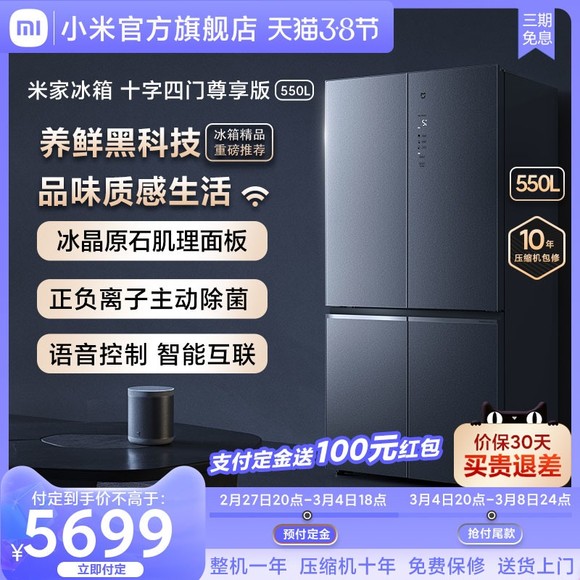 小米官方旗舰店 天猫3.8节
三期
免息
米家冰箱 十字四门尊享版 550L
养鲜黑科技 冰箱精品
重磅推荐
品味质感生活
550L
冰晶原石肌理面板
10年
压缩机包修
正负离子主动除菌
语音控制 智能互联
支付定金送100元红包
价保30天
买贵退差
付定上手价不高于:
¥5699
立即付定
2月27日20点-3月4日18点
3月4日20点-3月8日24点
预付定金
抢付尾款
整机一年 压缩机十年 免费保修 送货上门